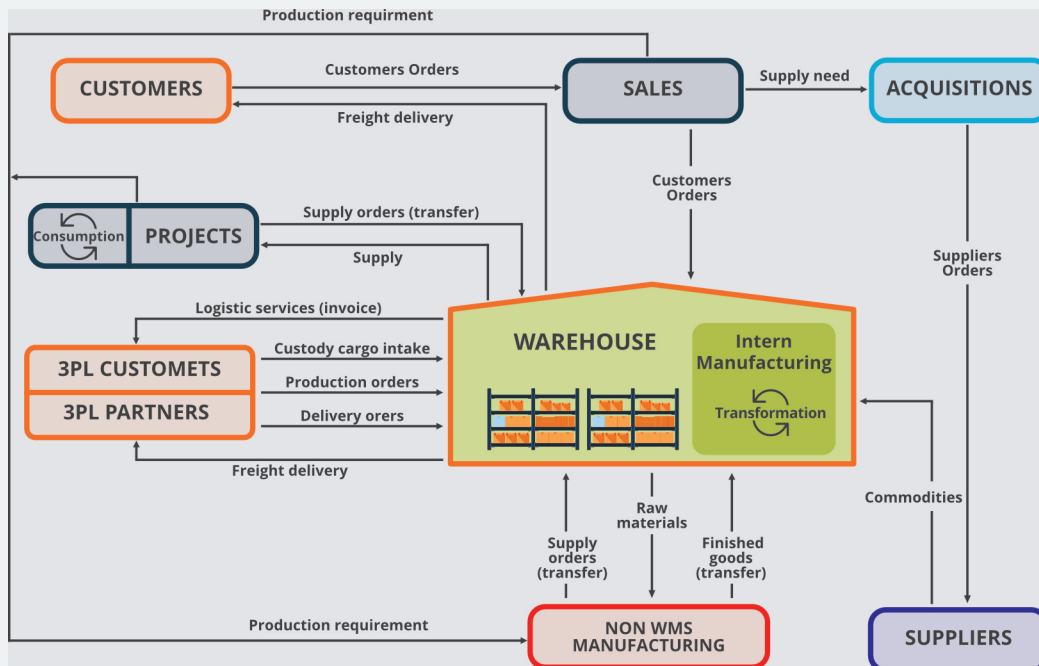 Production requirment
CUSTOMERS
Customers Orders
Freight delivery
SALES
Supply need
ACQUISITIONS
Customers
Orders
Suppliers
Orders
Consumption
PROJECTS
Supply orders (transfer)
Supply
Logistic services (invoice)
3PL CUSTOMETS
3PL PARTNERS
Custody cargo intake
Production orders
Delivery orers
Freight delivery
WAREHOUSE
Intern
Manufacturing
Transformation
Commodities
Supply
orders
(transfer)
Raw
materials
Finished
goods
(transfer)
Production requirement
NON WMS
MANUFACTURING
SUPPLIERS